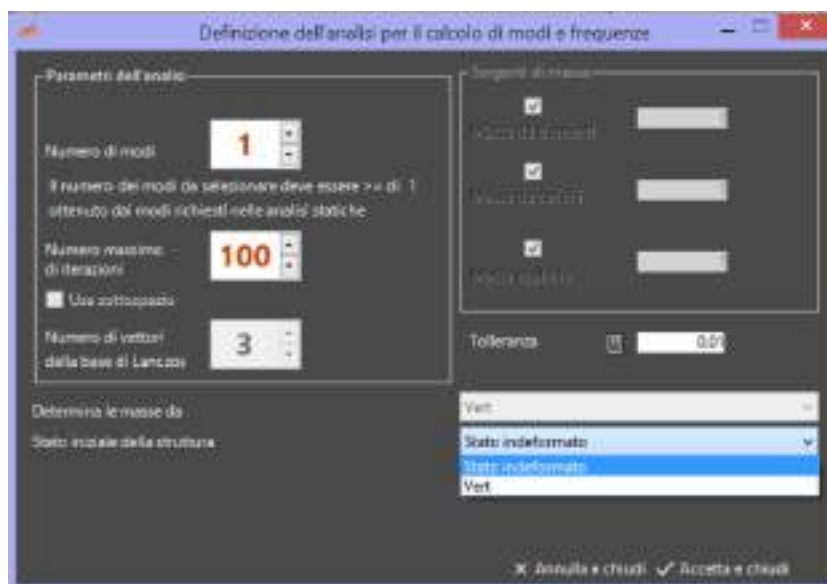 Definizione dell'analisi per il calcolo di modi e frequenze
Parametri dell'analisi
Numero di modi
1
Il numero dei modi da selezionare deve essere >= di 1
ottenuto dai modi richiesti nelle analisi statiche
Numero massimo
di iterazioni
100
Usa sottospazio
Numero di vettori
della base di Lanczos
3
Sorgenti di massa
Tolleranza
0,01
Determina le masse da
Vert
Stato iniziale della struttura
Stato indeformato
Stato indeformato
Vert
Annulla e chiudi
Accetta e chiudi